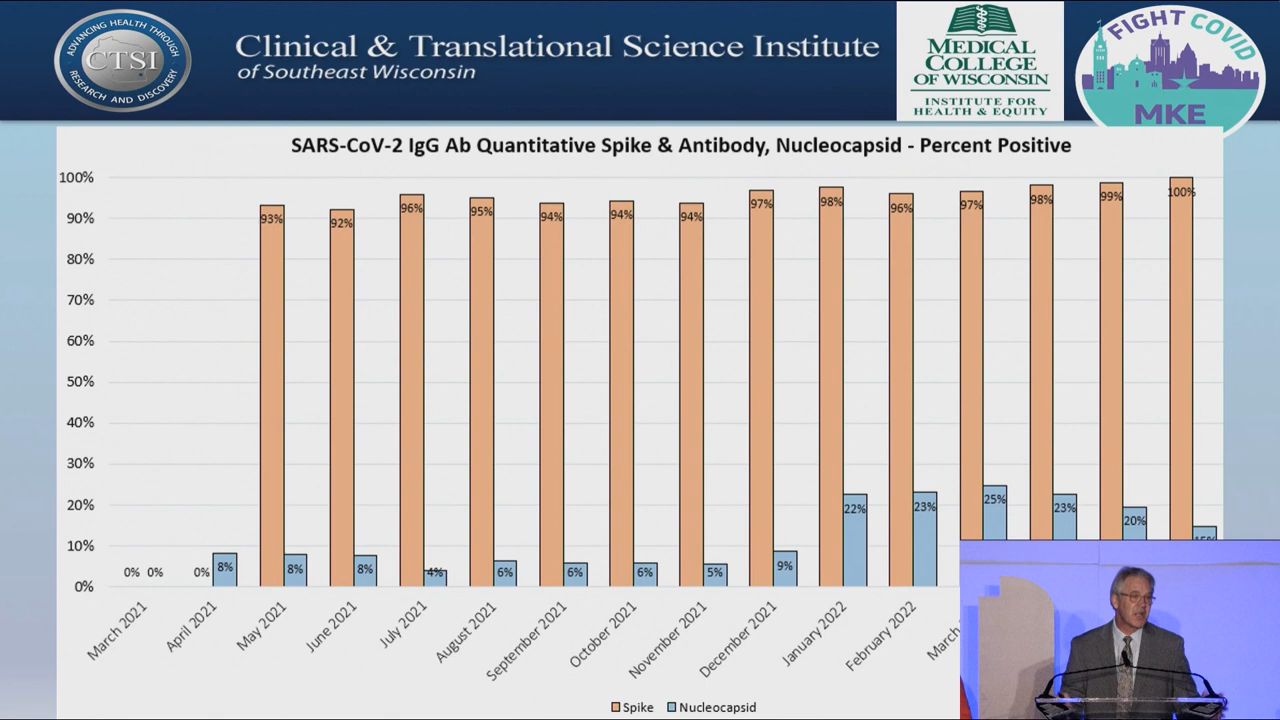 ADVANCING HEALTH THROUGH
CTSI
RESEARCH AND DISCOVERY
Clinical & Translational Science Institute
of Southeast Wisconsin
MEDICAL
COLLEGE
OF WISCONSIN
INSTITUTE FOR
HEALTH & EQUITY
FIGHT COVID
MKE
SARS-CoV-2 IgG Ab Quantitative Spike & Antibody, Nucleocapsid - Percent Positive
100%
90%
80%
70%
60%
50%
40%
30%
20%
10%
0%
0% 0%
0% 8%
93% 8%
92% 8%
96% 4%
95% 6%
94% 6%
94% 6%
94% 5%
97% 9%
98% 22%
96% 23%
97% 25%
98% 23%
99% 20%
100% 15%
March 2021
April 2021
May 2021
June 2021
July 2021
August 2021
September 2021
October 2021
November 2021
December 2021
January 2022
February 2022
March
Spike Nucleocapsid